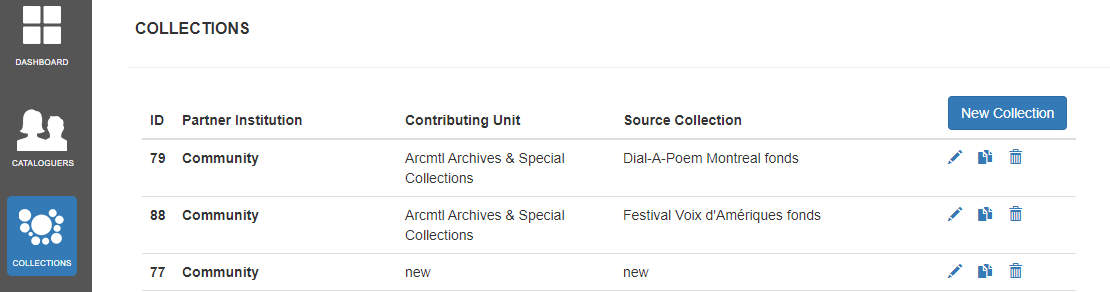 DASHBOARD
CATALOGUERS
COLLECTIONS
COLLECTIONS
New Collection
ID Partner Institution Contributing Unit Source Collection
79 Community Arcmtl Archives & Special Dial-A-Poem Montreal fonds
Collections
88 Community Arcmtl Archives & Special Festival Voix d'Amériques fonds
Collections
77 Community new new